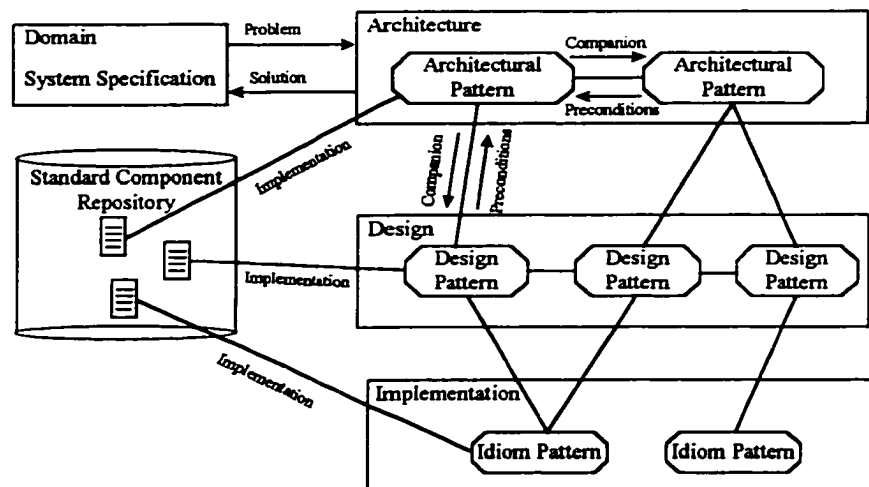 Domain
System Specification
Problem
Solution
Architecture
Architectural
Pattern
Companion
Preconditions
Architectural
Pattern
Implementation
Companion
Preconditions
Standard Component
Repository
Implementation
Implementation
Design
Design
Pattern
Design
Pattern
Design
Pattern
Implementation
Idiom Pattern
Idiom Pattern